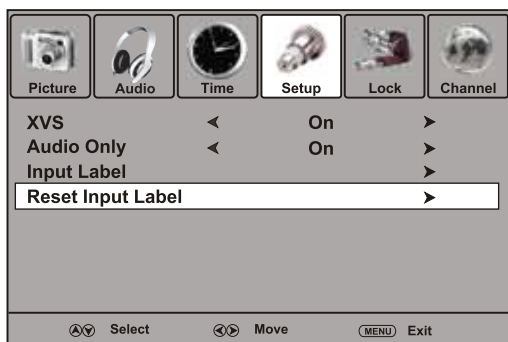 Picture Audio Time Setup Lock Channel
XVS On
Audio Only On
Input Label
Reset Input Label
Select Move MENU Exit